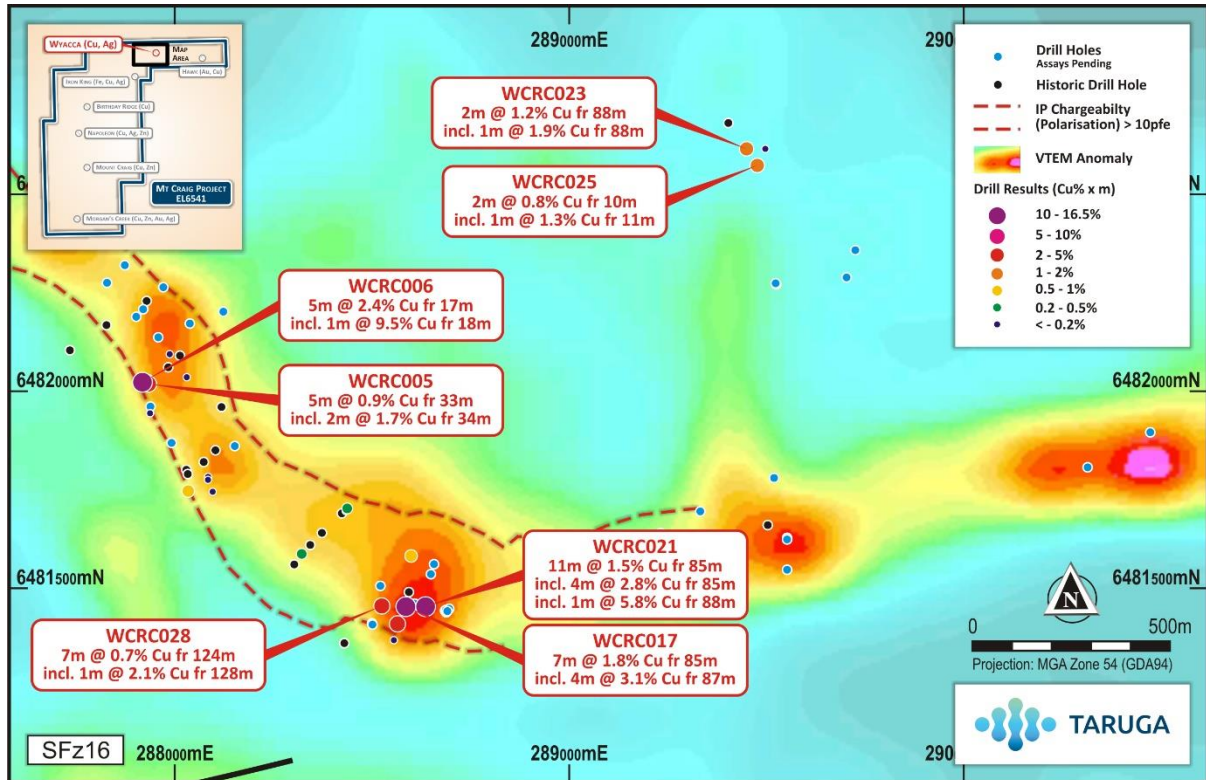 WYACCA (CU, AG)
MAP
AREA
HAWK (AU, CU)
IRON KING (ZN, CU, AG)
BIRTHDAY RIDGE (CU)
NAPOLEON (CU, AG, ZN)
MOUNT CRAIG (CU, ZN)
MT CRAIG PROJECT
EL6541
MORGAN'S CREEK (CU, ZN, AU, AG)
289000mE
290
Drill Holes
Assays Pending
Historic Drill Hole
IP Chargeabilty
(Polarisation) > 10pfe
VTEM Anomaly
Drill Results (Cu% x m)
10 - 16.5%
5 - 10%
2 - 5%
1 - 2%
0.5 - 1%
0.2 - 0.5%
< - 0.2%
WCRC023
2m @ 1.2% Cu fr 88m
incl. 1m @ 1.9% Cu fr 88m
WCRC025
2m @ 0.8% Cu fr 10m
incl. 1m @ 1.3% Cu fr 11m
6
N
WCRC006
5m @ 2.4% Cu fr 17m
incl. 1m @ 9.5% Cu fr 18m
WCRC005
5m @ 0.9% Cu fr 33m
incl. 2m @ 1.7% Cu fr 34m
6482000mN
6482000mN
WCRC021
11m @ 1.5% Cu fr 85m
incl. 4m @ 2.8% Cu fr 85m
incl. 1m @ 5.8% Cu fr 88m
6481500mN
6481500mN
WCRC028
7m @ 0.7% Cu fr 124m
incl. 1m @ 2.1% Cu fr 128m
WCRC017
7m @ 1.8% Cu fr 85m
incl. 4m @ 3.1% Cu fr 87m
N
0 500m
Projection: MGA Zone 54 (GDA94)
TARUGA
SFz16
288000mE
289000mE
290